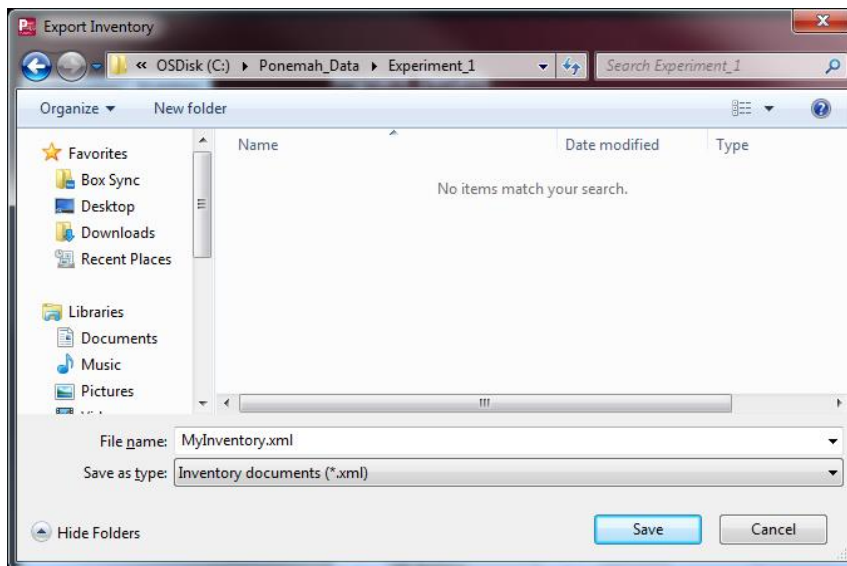 Export Inventory
« OSDisk (C:) ▸ Ponemah_Data ▸ Experiment_1
Search Experiment_1
Organize New folder
Name Date modified Type
No items match your search.
Favorites
Box Sync
Desktop
Downloads
Recent Places
Libraries
Documents
Music
Pictures
File name: MyInventory.xml
Save as type: Inventory documents (*.xml)
Hide Folders Save Cancel